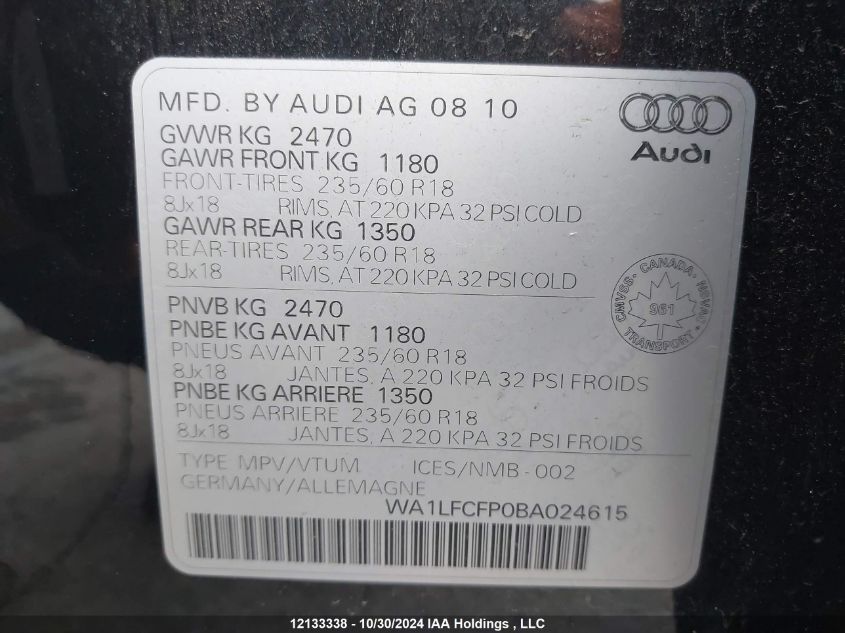 MFD. BY AUDI AG 08 10
Audi
GVWR KG 2470
GAWR FRONT KG 1180
FRONT-TIRES 235/60 R18
8Jx18 RIMS, AT 220 KPA 32 PSI COLD
GAWR REAR KG 1350
REAR-TIRES 235/60 R18
8Jx18 RIMS, AT 220 KPA 32 PSI COLD
CMVSS · CANADA · NSVAC
961
TRANSPORT
PNVB KG 2470
PNBE KG AVANT 1180
PNEUS AVANT 235/60 R18
8Jx18 JANTES, A 220 KPA 32 PSI FROIDS
PNBE KG ARRIERE 1350
PNEUS ARRIERE 235/60 R18
8Jx18 JANTES, A 220 KPA 32 PSI FROIDS
TYPE MPV/VTUM ICES/NMB - 002
GERMANY/ALLEMAGNE
WA1LFCFP0BA024615
12133338 - 10/30/2024 IAA Holdings , LLC